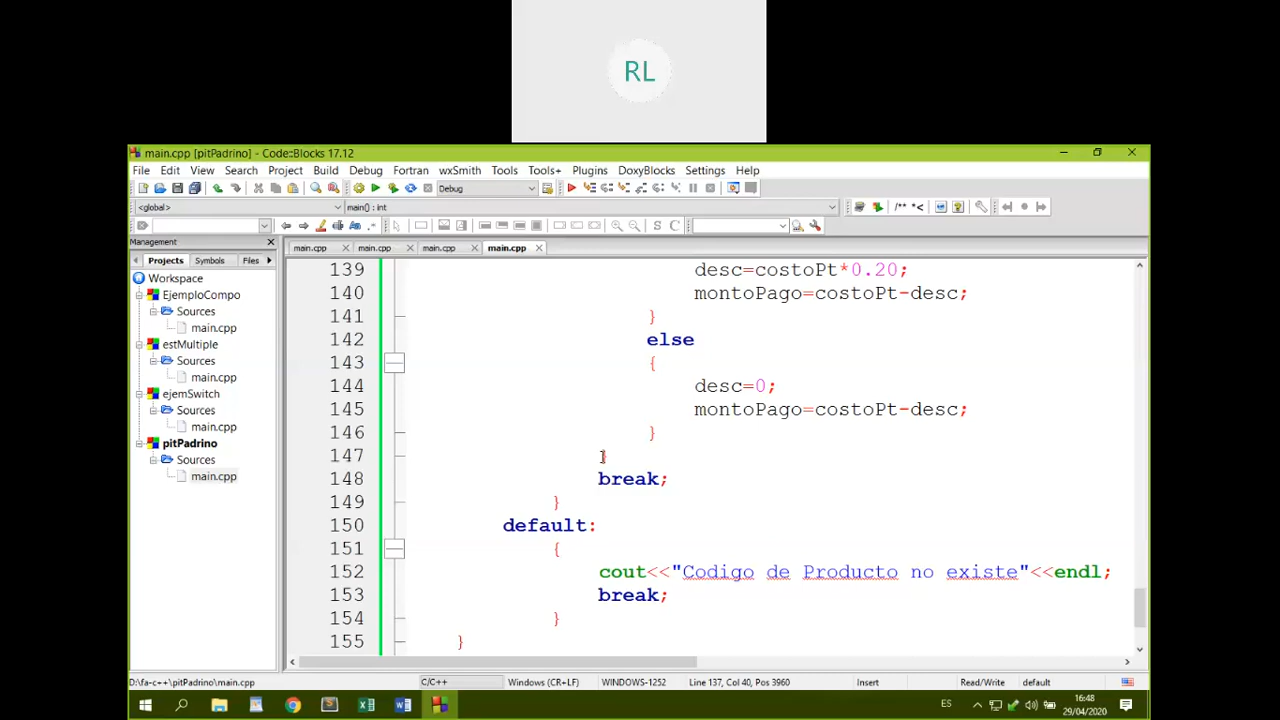 RL
main.cpp [pitPadrino] - Code::Blocks 17.12
File Edit View Search Project Build Debug Fortran wxSmith Tools Tools+ Plugins DoxyBlocks Settings Help
Debug
<global> main() : int
/** *<
Management
Projects Symbols Files
main.cpp main.cpp main.cpp main.cpp
Workspace
EjemploCompo
Sources
main.cpp
estMultiple
Sources
main.cpp
ejemSwitch
Sources
main.cpp
pitPadrino
Sources
main.cpp
139 desc=costoPt*0.20;
140 montoPago=costoPt-desc;
141 }
142 else
143 {
144 desc=0;
145 montoPago=costoPt-desc;
146 }
147 }
148 break;
149 }
150 default:
151 {
152 cout<<"Codigo de Producto no existe"<<endl;
153 break;
154 }
155 }
D:\fa-c++\pitPadrino\main.cpp C/C++ Windows (CR+LF) WINDOWS-1252 Line 137, Col 40, Pos 3960 Insert Read/Write default
ES
16:48
29/04/2020